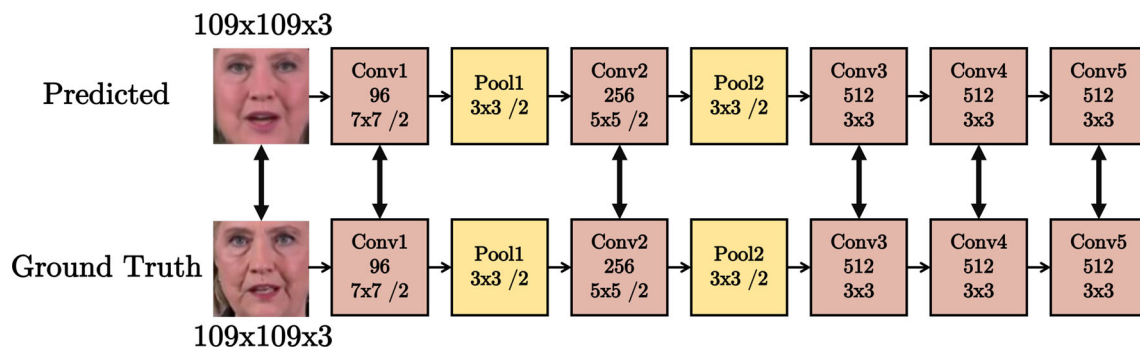 109x109x3
Predicted
Conv1
96
7x7 /2
Pool1
3x3 /2
Conv2
256
5x5 /2
Pool2
3x3 /2
Conv3
512
3x3
Conv4
512
3x3
Conv5
512
3x3
Ground Truth
Conv1
96
7x7 /2
Pool1
3x3 /2
Conv2
256
5x5 /2
Pool2
3x3 /2
Conv3
512
3x3
Conv4
512
3x3
Conv5
512
3x3
109x109x3